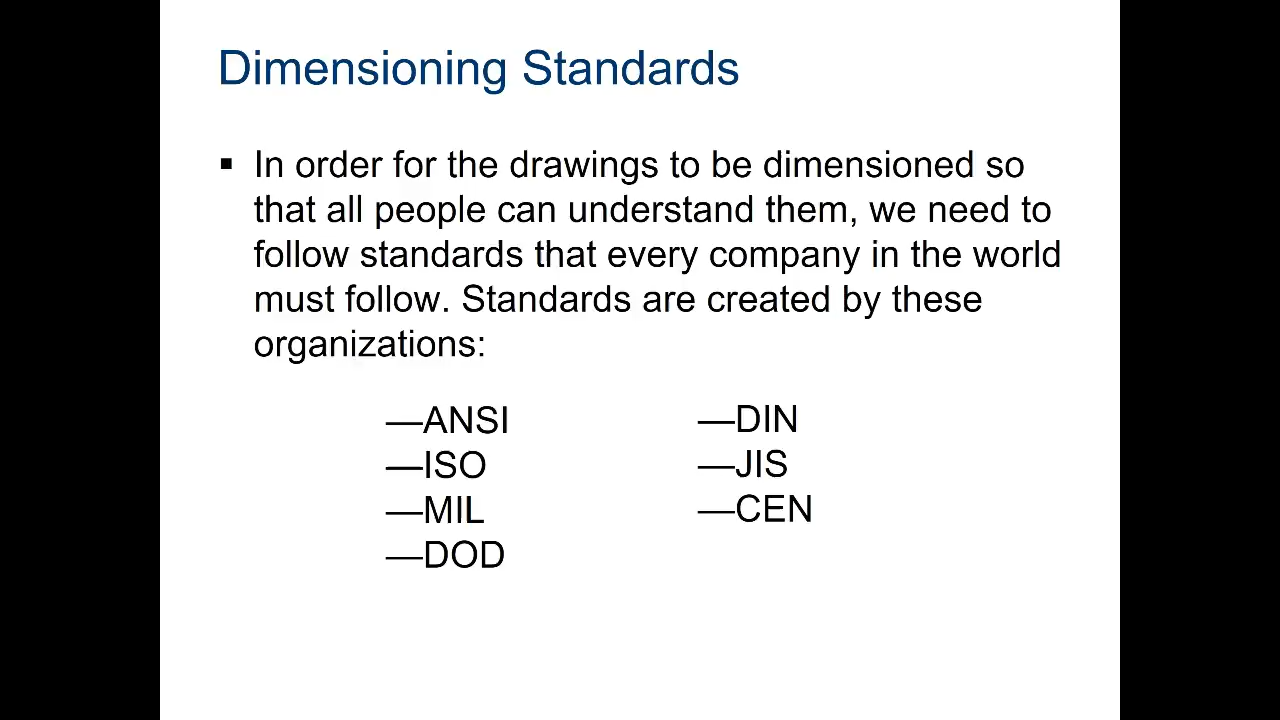 Dimensioning Standards
▪ In order for the drawings to be dimensioned so
that all people can understand them, we need to
follow standards that every company in the world
must follow. Standards are created by these
organizations:
—ANSI
—ISO
—MIL
—DOD
—DIN
—JIS
—CEN